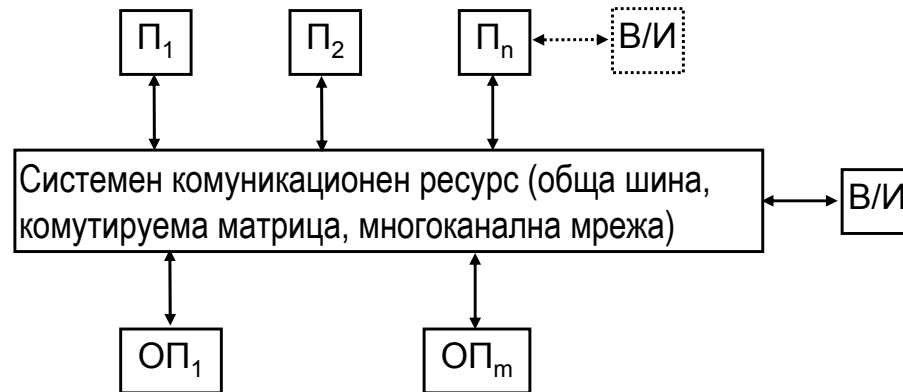 П₁ П₂ Пₙ В/И
Системен комуникационен ресурс (обща шина,
комутируема матрица, многоканална мрежа)
В/И
ОП₁ ОПₘ